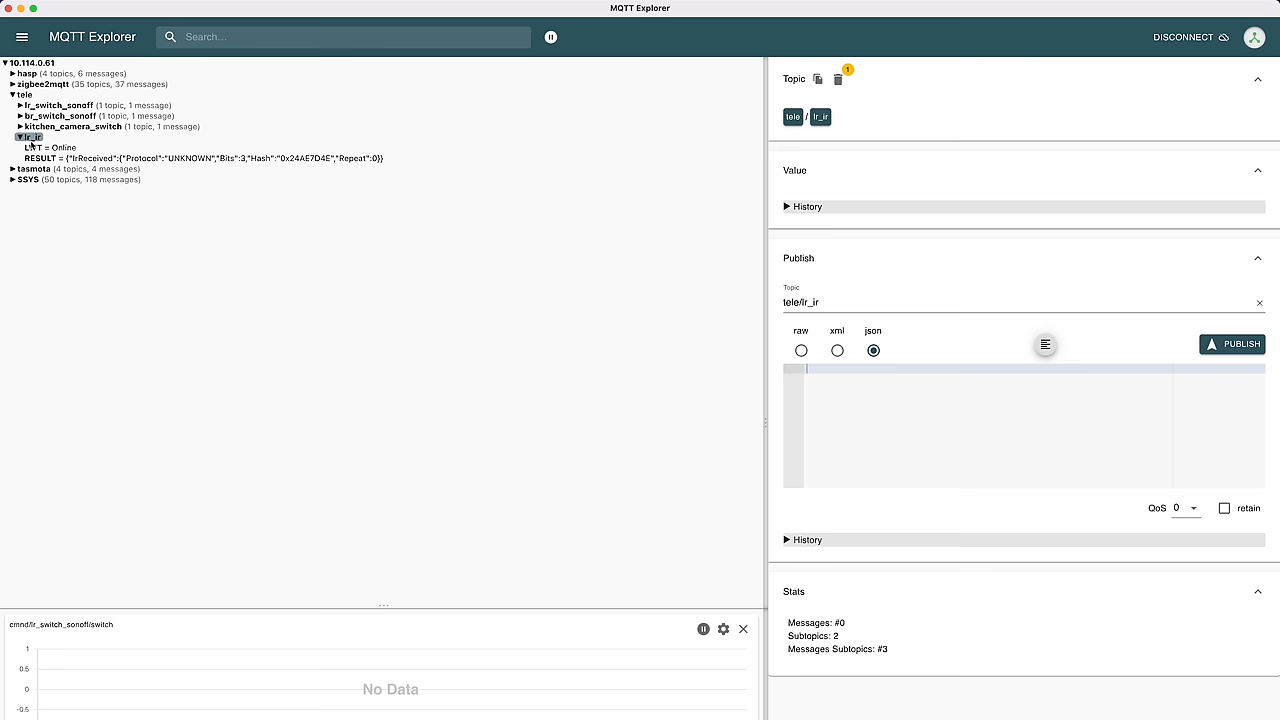 MQTT Explorer
MQTT Explorer
Search...
DISCONNECT
▼10.114.0.61
▶hasp (4 topics, 6 messages)
▶zigbee2mqtt (35 topics, 37 messages)
▼tele
▶lr_switch_sonoff (1 topic, 1 message)
▶br_switch_sonoff (1 topic, 1 message)
▶kitchen_camera_switch (1 topic, 1 message)
▼lr_ir
LWT = Online
RESULT = {"IrReceived":{"Protocol":"UNKNOWN","Bits":3,"Hash":"0x24AE7D4E","Repeat":0}}
▶tasmota (4 topics, 4 messages)
▶SSYS (50 topics, 118 messages)
Topic
1
tele / lr_ir
Value
▶ History
Publish
Topic
tele/lr_ir
raw xml json
PUBLISH
QoS 0 retain
▶ History
Stats
Messages: #0
Subtopics: 2
Messages Subtopics: #3
cmnd/lr_switch_sonoff/switch
1
0.5
0
-0.5
No Data